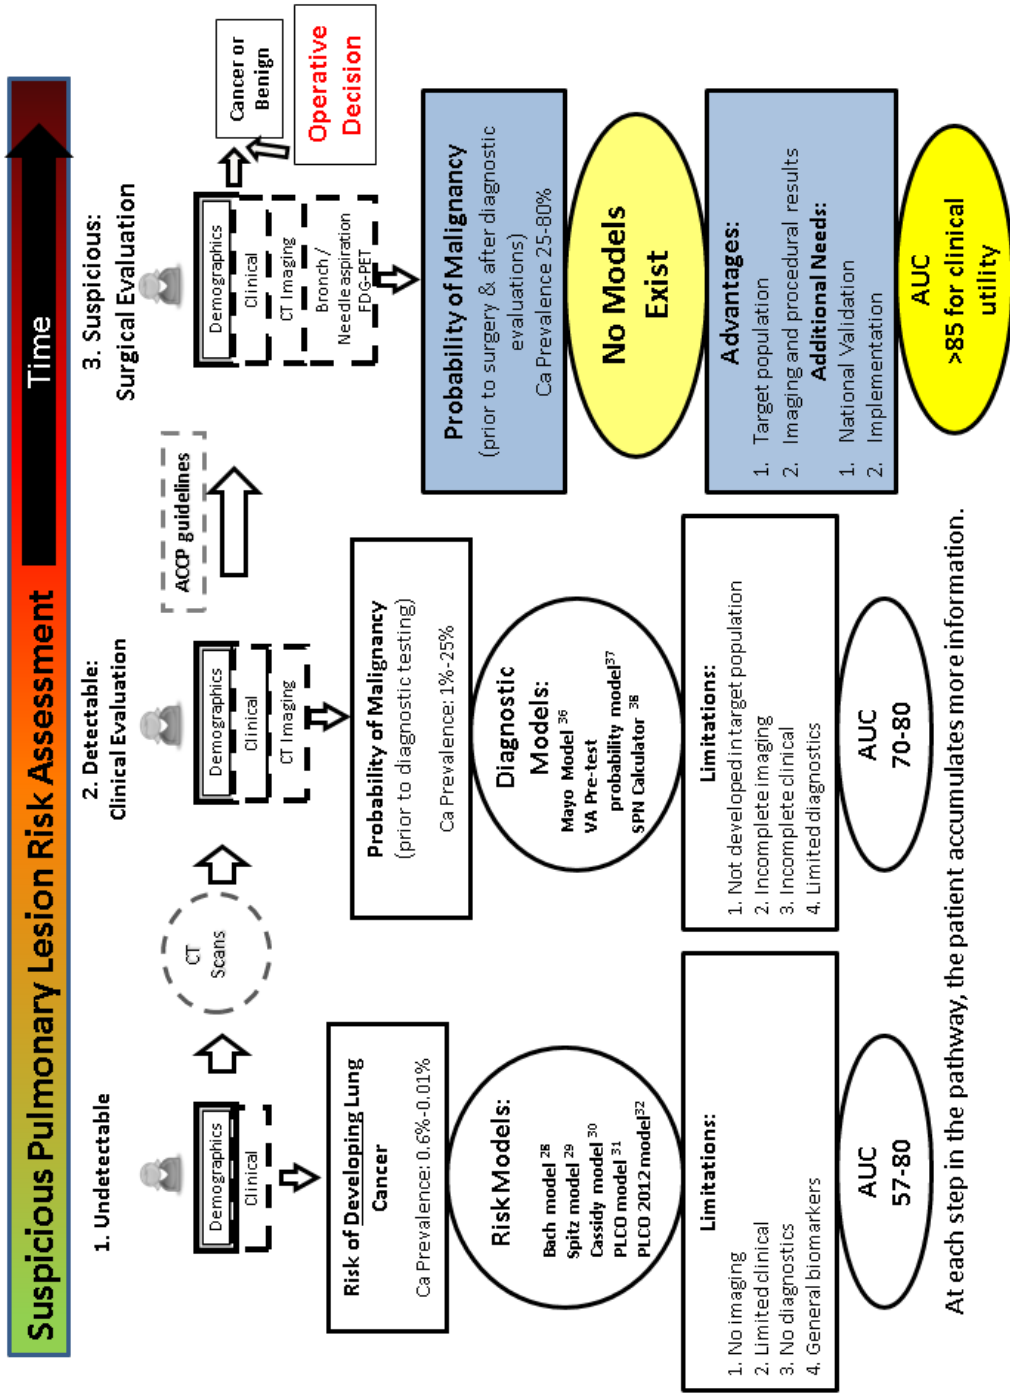 Suspicious Pulmonary Lesion Risk Assessment
Time
1. Undetectable
Demographics
Clinical
Risk of Developing Lung
Cancer
Ca Prevalence: 0.6%-0.01%
Risk Models:
Bach model 28
Spitz model 29
Cassidy model 30
PLCO model 31
PLCO 2012 model32
Limitations:
1. No imaging
2. Limited clinical
3. No diagnostics
4. General biomarkers
AUC
57-80
CT
Scans
2. Detectable:
Clinical Evaluation
Demographics
Clinical
CT Imaging
Probability of Malignancy
(prior to diagnostic testing)
Ca Prevalence: 1%-25%
Diagnostic
Models:
Mayo Model 36
VA Pre-test
probability model37
SPN Calculator 38
Limitations:
1. Not developed in target population
2. Incomplete imaging
3. Incomplete clinical
4. Limited diagnostics
AUC
70-80
ACCP guidelines
3. Suspicious:
Surgical Evaluation
Demographics
Clinical
CT Imaging
Bronch/
Needle aspiration
FDG-PET
Cancer or
Benign
Operative
Decision
Probability of Malignancy
(prior to surgery & after diagnostic
evaluations)
Ca Prevalence 25-80%
No Models
Exist
Advantages:
1. Target population
2. Imaging and procedural results
Additional Needs:
1. National Validation
2. Implementation
AUC
>85 for clinical
utility
At each step in the pathway, the patient accumulates more information.